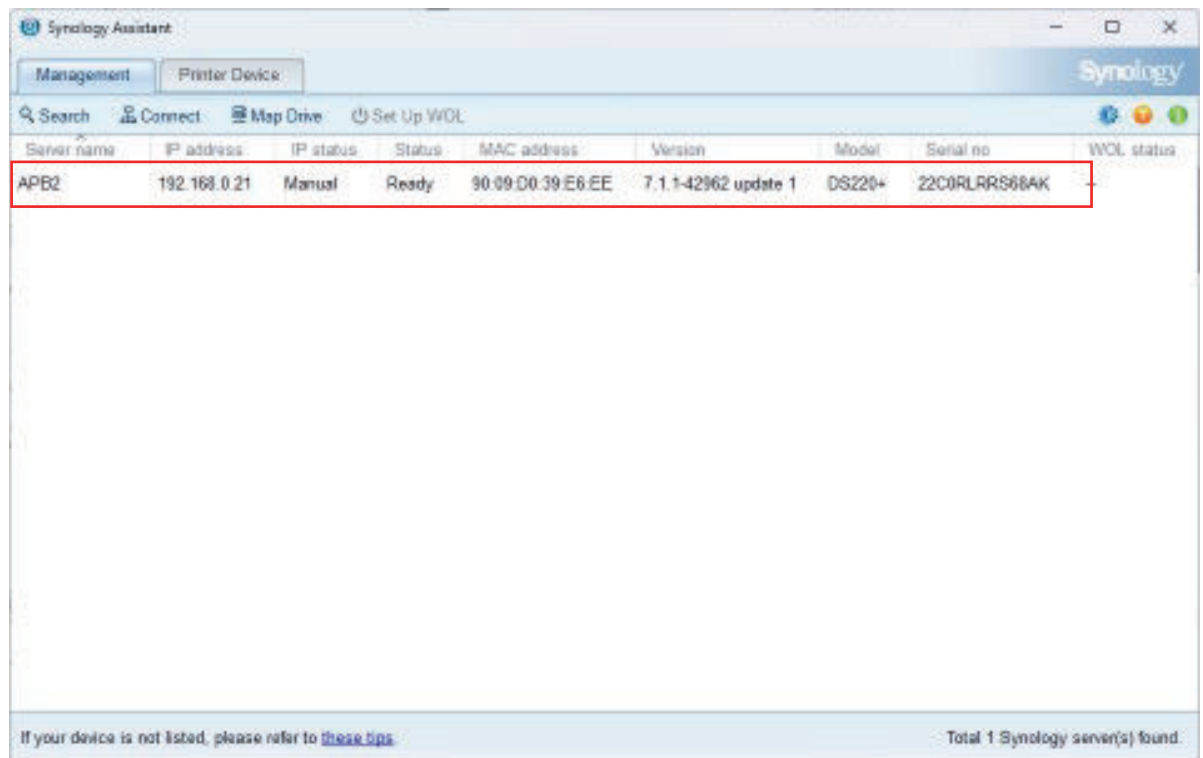 Synology Assistant
Management Printer Device Synology
Search Connect Map Drive Set Up WOL
Server name IP address IP status Status MAC address Version Model Serial no WOL status
APB2 192.168.0.21 Manual Ready 90:09:D0:39:E6:EE 7.1.1-42962 update 1 DS220+ 22C0RLRRS68AK --
If your device is not listed, please refer to these tips. Total 1 Synology server(s) found.